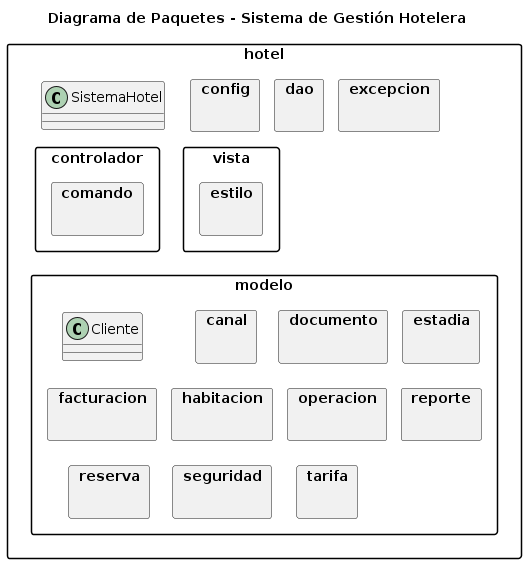 Diagrama de Paquetes - Sistema de Gestión Hotelera
hotel
C SistemaHotel
config
dao
excepcion
controlador
comando
vista
estilo
modelo
C Cliente
canal
documento
estadia
facturacion
habitacion
operacion
reporte
reserva
seguridad
tarifa